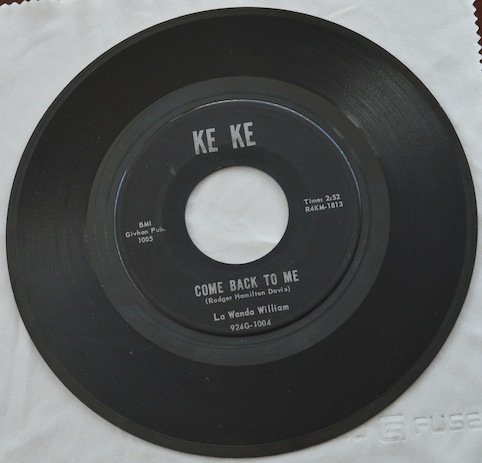 KE KE
BMI
Givhan Pub.
1005
Time: 2:52
R4KM-1813
COME BACK TO ME
(Rodger Hamilton Davis)
La Wanda William
924G-1004
FUSE